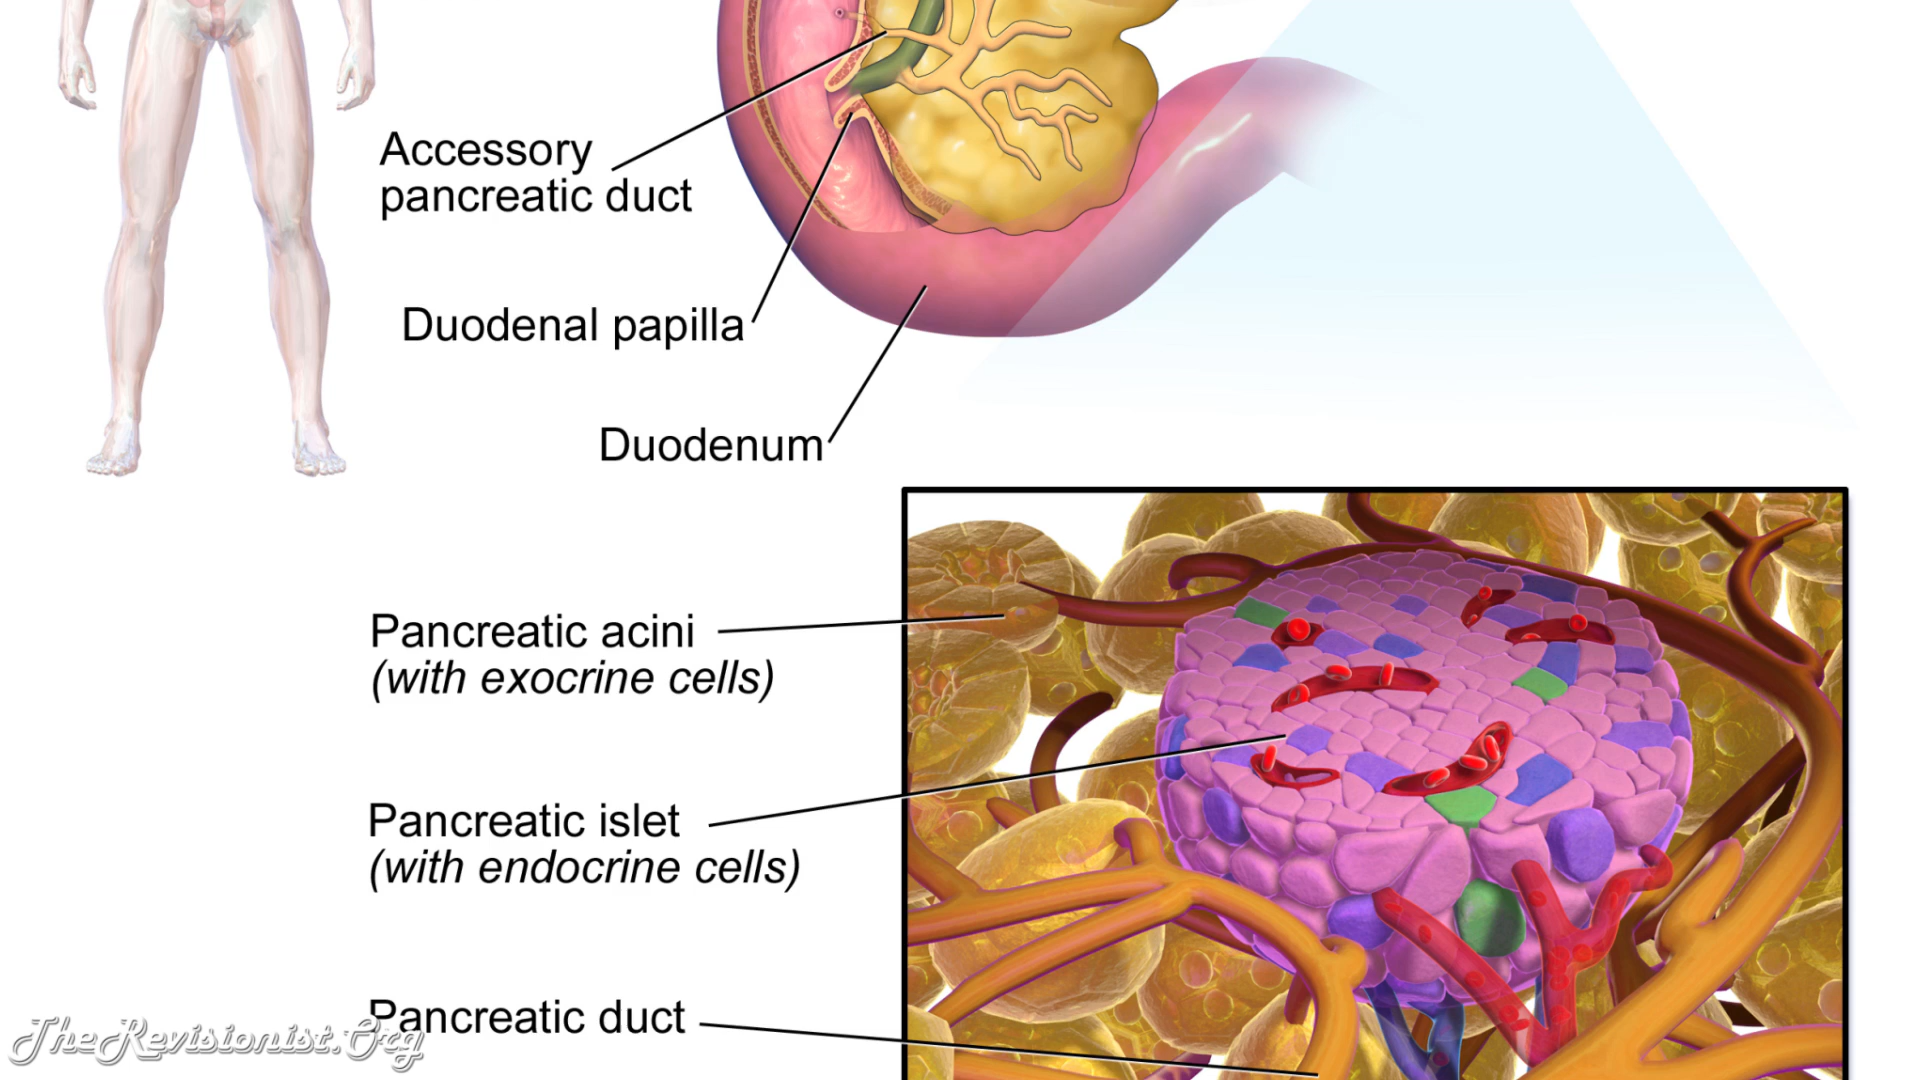 Accessory
pancreatic duct
Duodenal papilla
Duodenum
Pancreatic acini
(with exocrine cells)
Pancreatic islet
(with endocrine cells)
Pancreatic duct
TheRevisionist.Org